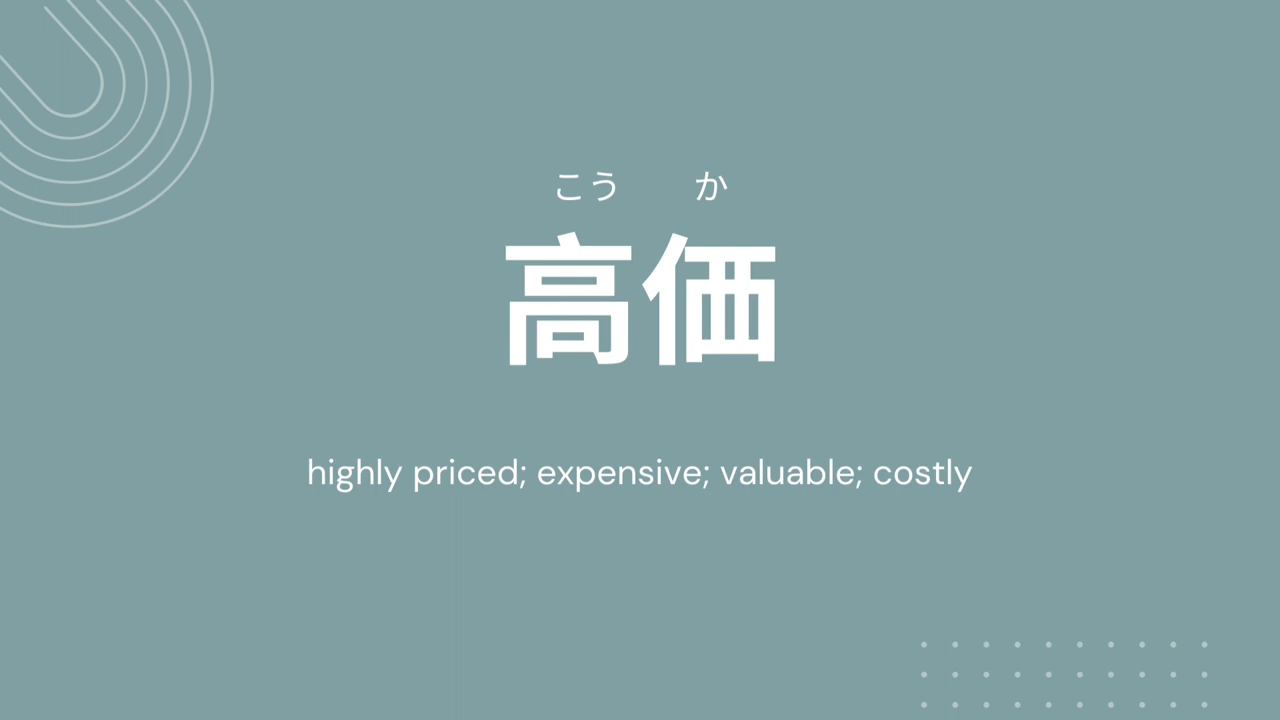 こう か
高価
highly priced; expensive; valuable; costly